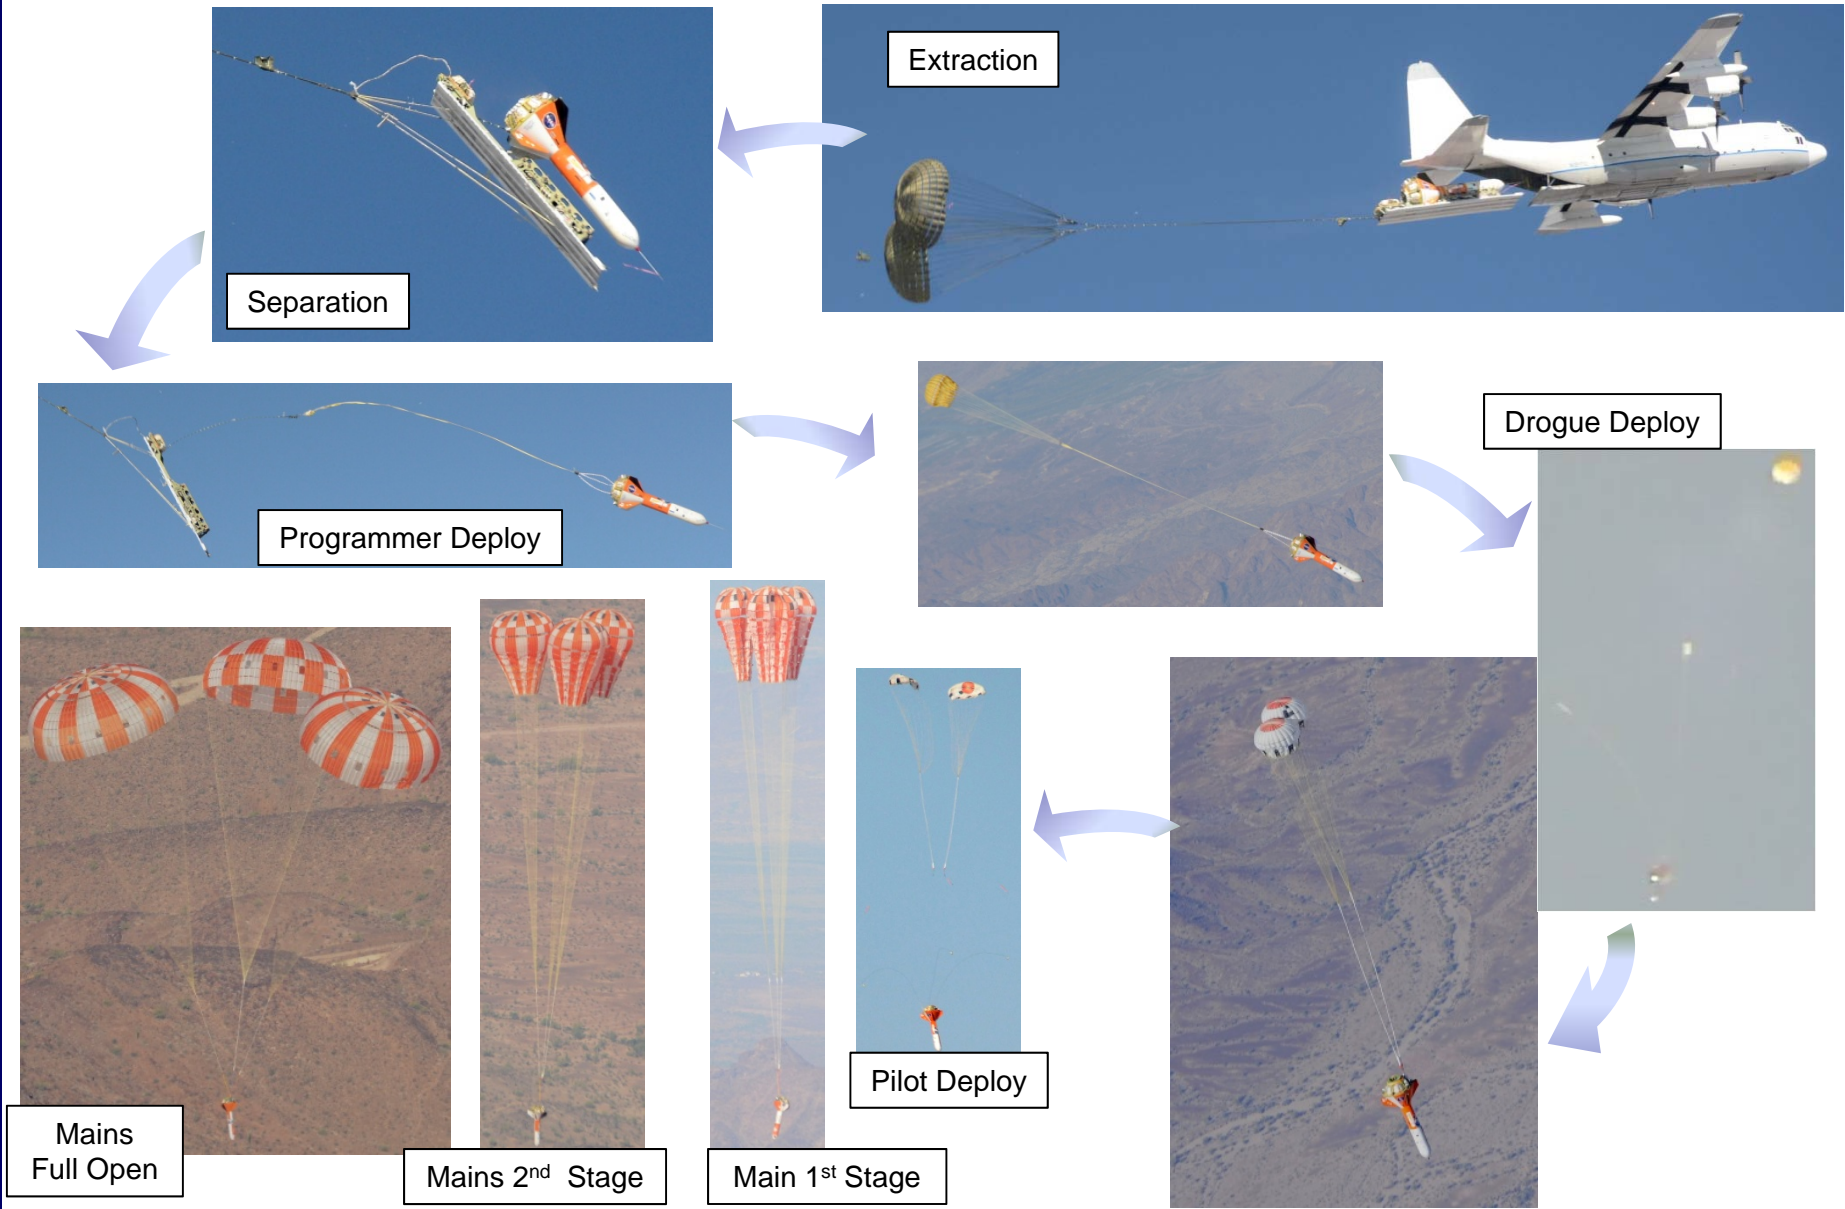 Extraction
Separation
Programmer Deploy
Drogue Deploy
Pilot Deploy
Main 1st Stage
Mains 2nd Stage
Mains
Full Open